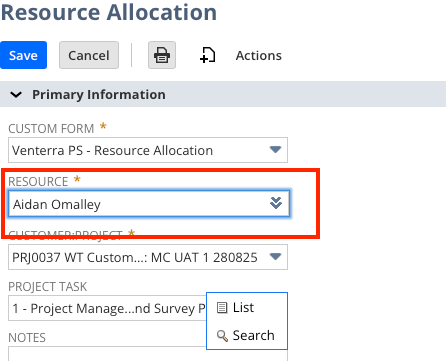 Resource Allocation
Save Cancel Actions
Primary Information
CUSTOM FORM *
Venterra PS - Resource Allocation
RESOURCE *
Aidan Omalley
CUSTOMER:PROJECT *
PRJ0037 WT Custom...: MC UAT 1 280825
PROJECT TASK
1 - Project Manage...nd Survey P
List
Search
NOTES